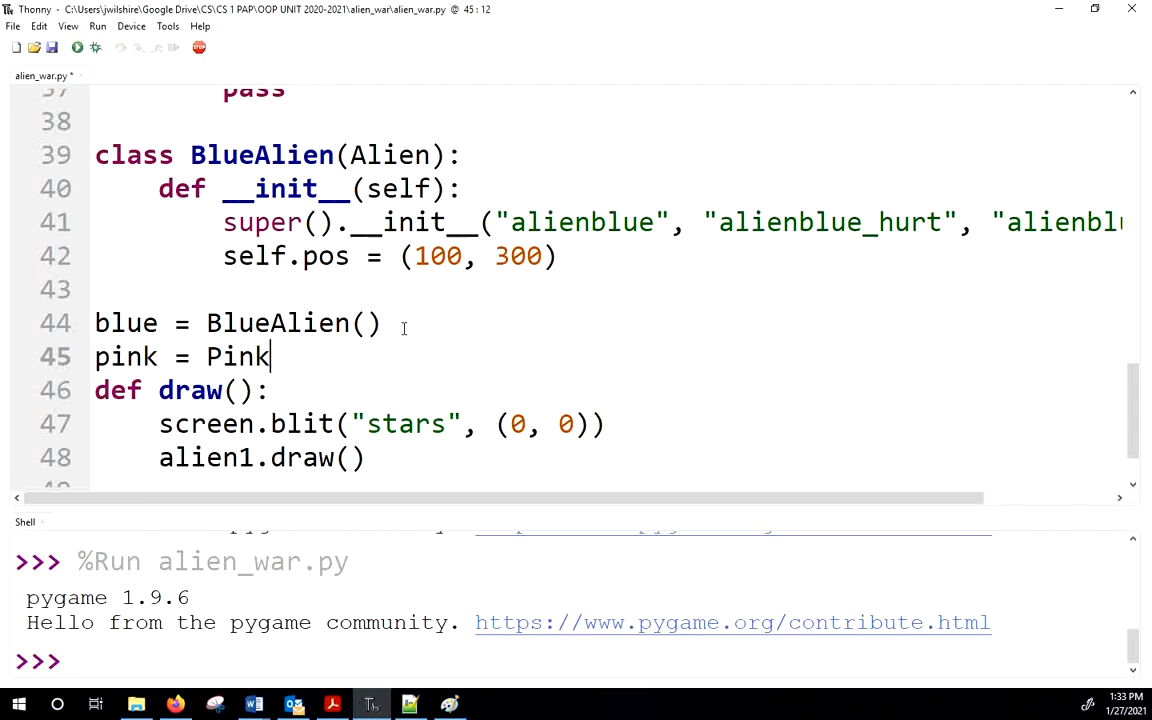 Thonny - C:\Users\jwilshire\Google Drive\CS\CS 1 PAP\OOP UNIT 2020-2021\alien_war\alien_war.py @ 45:12
File Edit View Run Device Tools Help
STOP
alien_war.py *
37 pass
38
39 class BlueAlien(Alien):
40 def __init__(self):
41 super().__init__("alienblue", "alienblue_hurt", "alienblu
42 self.pos = (100, 300)
43
44 blue = BlueAlien()
45 pink = Pink
46 def draw():
47 screen.blit("stars", (0, 0))
48 alien1.draw()
Shell
>>> %Run alien_war.py
pygame 1.9.6
Hello from the pygame community. https://www.pygame.org/contribute.html
>>>
1:33 PM
1/27/2021